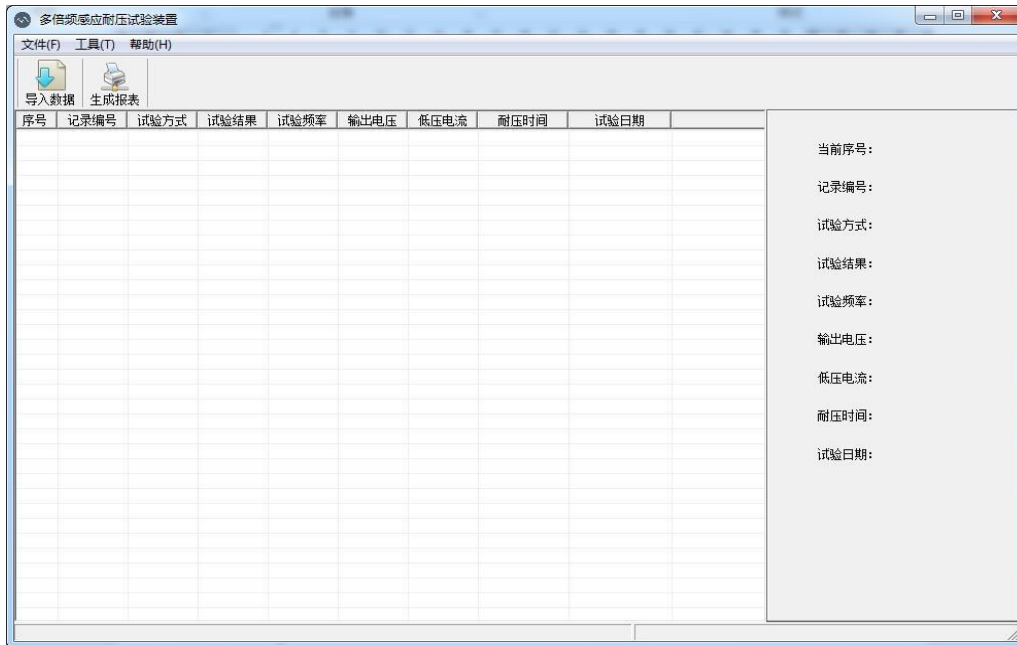 多倍频感应耐压试验装置
文件(F) 工具(T) 帮助(H)
导入数据 生成报表
序号 记录编号 试验方式 试验结果 试验频率 输出电压 低压电流 耐压时间 试验日期
当前序号:
记录编号:
试验方式:
试验结果:
试验频率:
输出电压:
低压电流:
耐压时间:
试验日期: